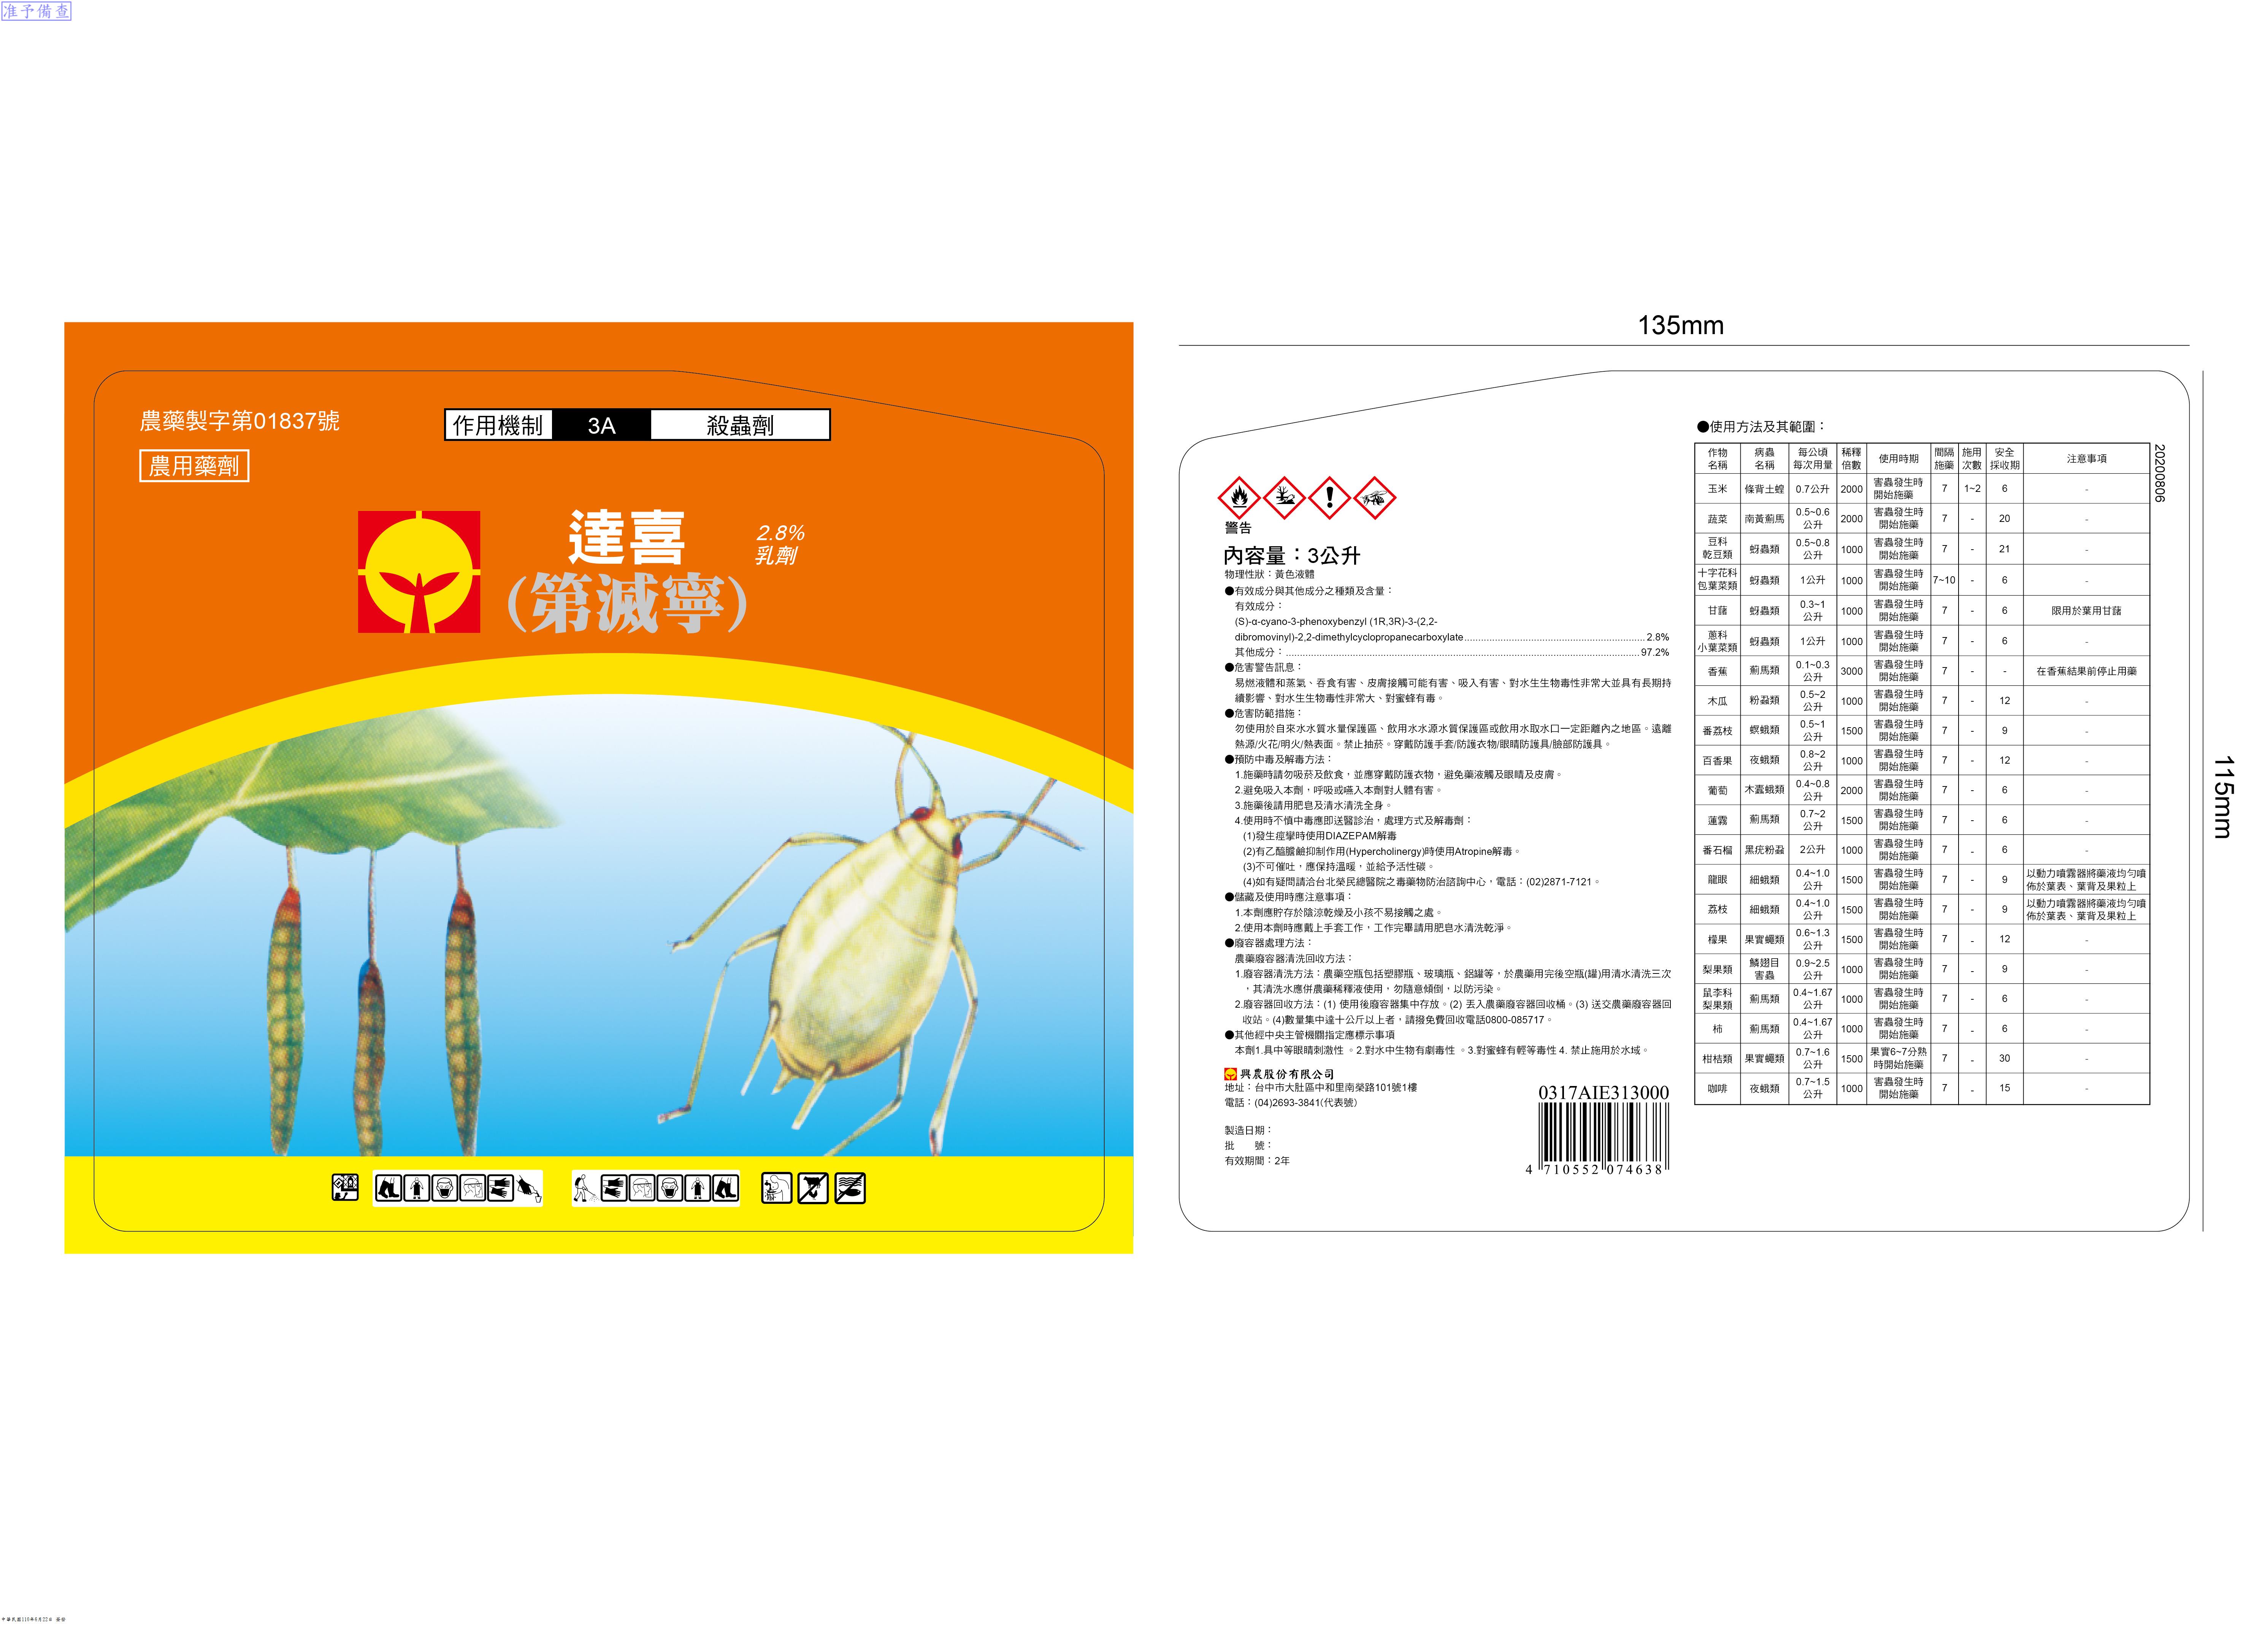 准予備查
農藥製字第01837號
農用藥劑
作用機制 3A 殺蟲劑
達喜
(第滅寧)
2.8%
乳劑
135mm
115mm
20200806
警告
內容量：3公升
物理性狀：黃色液體
●有效成分與其他成分之種類及含量：
有效成分：
(S)-α-cyano-3-phenoxybenzyl (1R,3R)-3-(2,2-
dibromovinyl)-2,2-dimethylcyclopropanecarboxylate 2.8%
其他成分： 97.2%
●危害警告訊息：
易燃液體和蒸氣、吞食有害、皮膚接觸可能有害、吸入有害、對水生生物毒性非常大並具有長期持
續影響、對水生生物毒性非常大、對蜜蜂有毒。
●危害防範措施：
勿使用於自來水水質水量保護區、飲用水水源水質保護區或飲用水取水口一定距離內之地區。遠離
熱源/火花/明火/熱表面。禁止抽菸。穿戴防護手套/防護衣物/眼睛防護具/臉部防護具。
●預防中毒及解毒方法：
1.施藥時請勿吸菸及飲食，並應穿戴防護衣物，避免藥液觸及眼睛及皮膚。
2.避免吸入本劑，呼吸或嚥入本劑對人體有害。
3.施藥後請用肥皂及清水清洗全身。
4.使用時不慎中毒應即送醫診治，處理方式及解毒劑：
(1)發生痙攣時使用DIAZEPAM解毒
(2)有乙醯膽鹼抑制作用(Hypercholinergy)時使用Atropine解毒。
(3)不可催吐，應保持溫暖，並給予活性碳。
(4)如有疑問請洽台北榮民總醫院之毒藥物防治諮詢中心，電話：(02)2871-7121。
●儲藏及使用時應注意事項：
1.本劑應貯存於陰涼乾燥及小孩不易接觸之處。
2.使用本劑時應戴上手套工作，工作完畢請用肥皂水清洗乾淨。
●廢容器處理方法：
農藥廢容器清洗回收方法：
1.廢容器清洗方法：農藥空瓶包括塑膠瓶、玻璃瓶、鋁罐等，於農藥用完後空瓶(罐)用清水清洗三次
，其清洗水應併農藥稀釋液使用，勿隨意傾倒，以防污染。
2.廢容器回收方法：(1) 使用後廢容器集中存放。(2) 丟入農藥廢容器回收桶。(3) 送交農藥廢容器回
收站。(4)數量集中達十公斤以上者，請撥免費回收電話0800-085717。
●其他經中央主管機關指定應標示事項
本劑1.具中等眼睛刺激性 。2.對水中生物有劇毒性 。3.對蜜蜂有輕等毒性 4. 禁止施用於水域。
興農股份有限公司
地址：台中市大肚區中和里南榮路101號1樓
電話：(04)2693-3841(代表號)
製造日期：
批 號：
有效期間：2年
0317AIE313000
4 710552 074638
●使用方法及其範圍：
作物名稱 病蟲名稱 每公頃每次用量 稀釋倍數 使用時期 間隔施藥 施用次數 安全採收期 注意事項
玉米 條背土蝗 0.7公升 2000 害蟲發生時開始施藥 7 1~2 6 -
蔬菜 南黃薊馬 0.5~0.6公升 2000 害蟲發生時開始施藥 7 - 20 -
豆科乾豆類 蚜蟲類 0.5~0.8公升 1000 害蟲發生時開始施藥 7 - 21 -
十字花科包葉菜類 蚜蟲類 1公升 1000 害蟲發生時開始施藥 7~10 - 6 -
甘藷 蚜蟲類 0.3~1公升 1000 害蟲發生時開始施藥 7 - 6 限用於葉用甘藷
蔥科小葉菜類 蚜蟲類 1公升 1000 害蟲發生時開始施藥 7 - 6 -
香蕉 薊馬類 0.1~0.3公升 3000 害蟲發生時開始施藥 7 - - 在香蕉結果前停止用藥
木瓜 粉蝨類 0.5~2公升 1000 害蟲發生時開始施藥 7 - 12 -
番荔枝 螟蛾類 0.5~1公升 1500 害蟲發生時開始施藥 7 - 9 -
百香果 夜蛾類 0.8~2公升 1000 害蟲發生時開始施藥 7 - 12 -
葡萄 木蠹蛾類 0.4~0.8公升 2000 害蟲發生時開始施藥 7 - 6 -
蓮霧 薊馬類 0.7~2公升 1500 害蟲發生時開始施藥 7 - 6 -
番石榴 黑疣粉蝨 2公升 1000 害蟲發生時開始施藥 7 - 6 -
龍眼 細蛾類 0.4~1.0公升 1500 害蟲發生時開始施藥 7 - 9 以動力噴霧器將藥液均勻噴佈於葉表、葉背及果粒上
荔枝 細蛾類 0.4~1.0公升 1500 害蟲發生時開始施藥 7 - 9 以動力噴霧器將藥液均勻噴佈於葉表、葉背及果粒上
檬果 果實蠅類 0.6~1.3公升 1500 害蟲發生時開始施藥 7 - 12 -
梨果類 鱗翅目害蟲 0.9~2.5公升 1000 害蟲發生時開始施藥 7 - 9 -
鼠李科梨果類 薊馬類 0.4~1.67公升 1000 害蟲發生時開始施藥 7 - 6 -
柿 薊馬類 0.4~1.67公升 1000 害蟲發生時開始施藥 7 - 6 -
柑桔類 果實蠅類 0.7~1.6公升 1500 果實6~7分熟時開始施藥 7 - 30 -
咖啡 夜蛾類 0.7~1.5公升 1000 害蟲發生時開始施藥 7 - 15 -